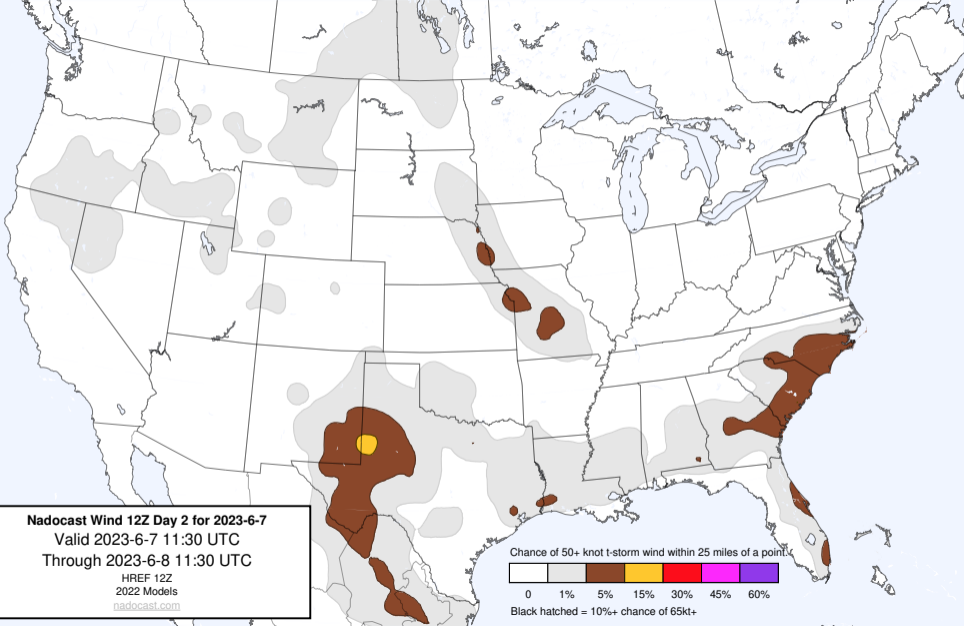 Nadocast Wind 12Z Day 2 for 2023-6-7
Valid 2023-6-7 11:30 UTC
Through 2023-6-8 11:30 UTC
HREF 12Z
2022 Models
nadocast.com
Chance of 50+ knot t-storm wind within 25 miles of a point.
0 1% 5% 15% 30% 45% 60%
Black hatched = 10%+ chance of 65kt+